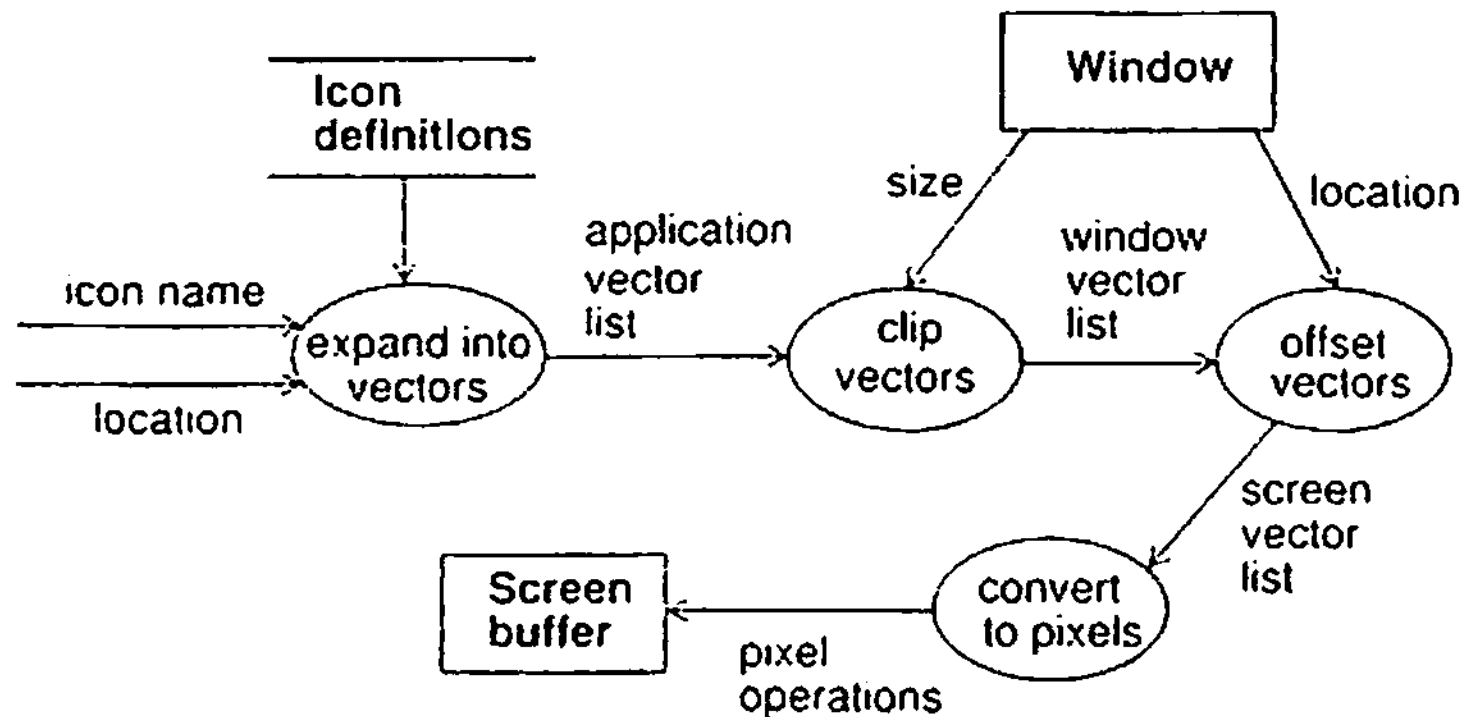 Icon
definitions
Window
size
location
application
vector
list
window
vector
list
icon name
expand into
vectors
location
clip
vectors
offset
vectors
screen
vector
list
Screen
buffer
convert
to pixels
pixel
operations